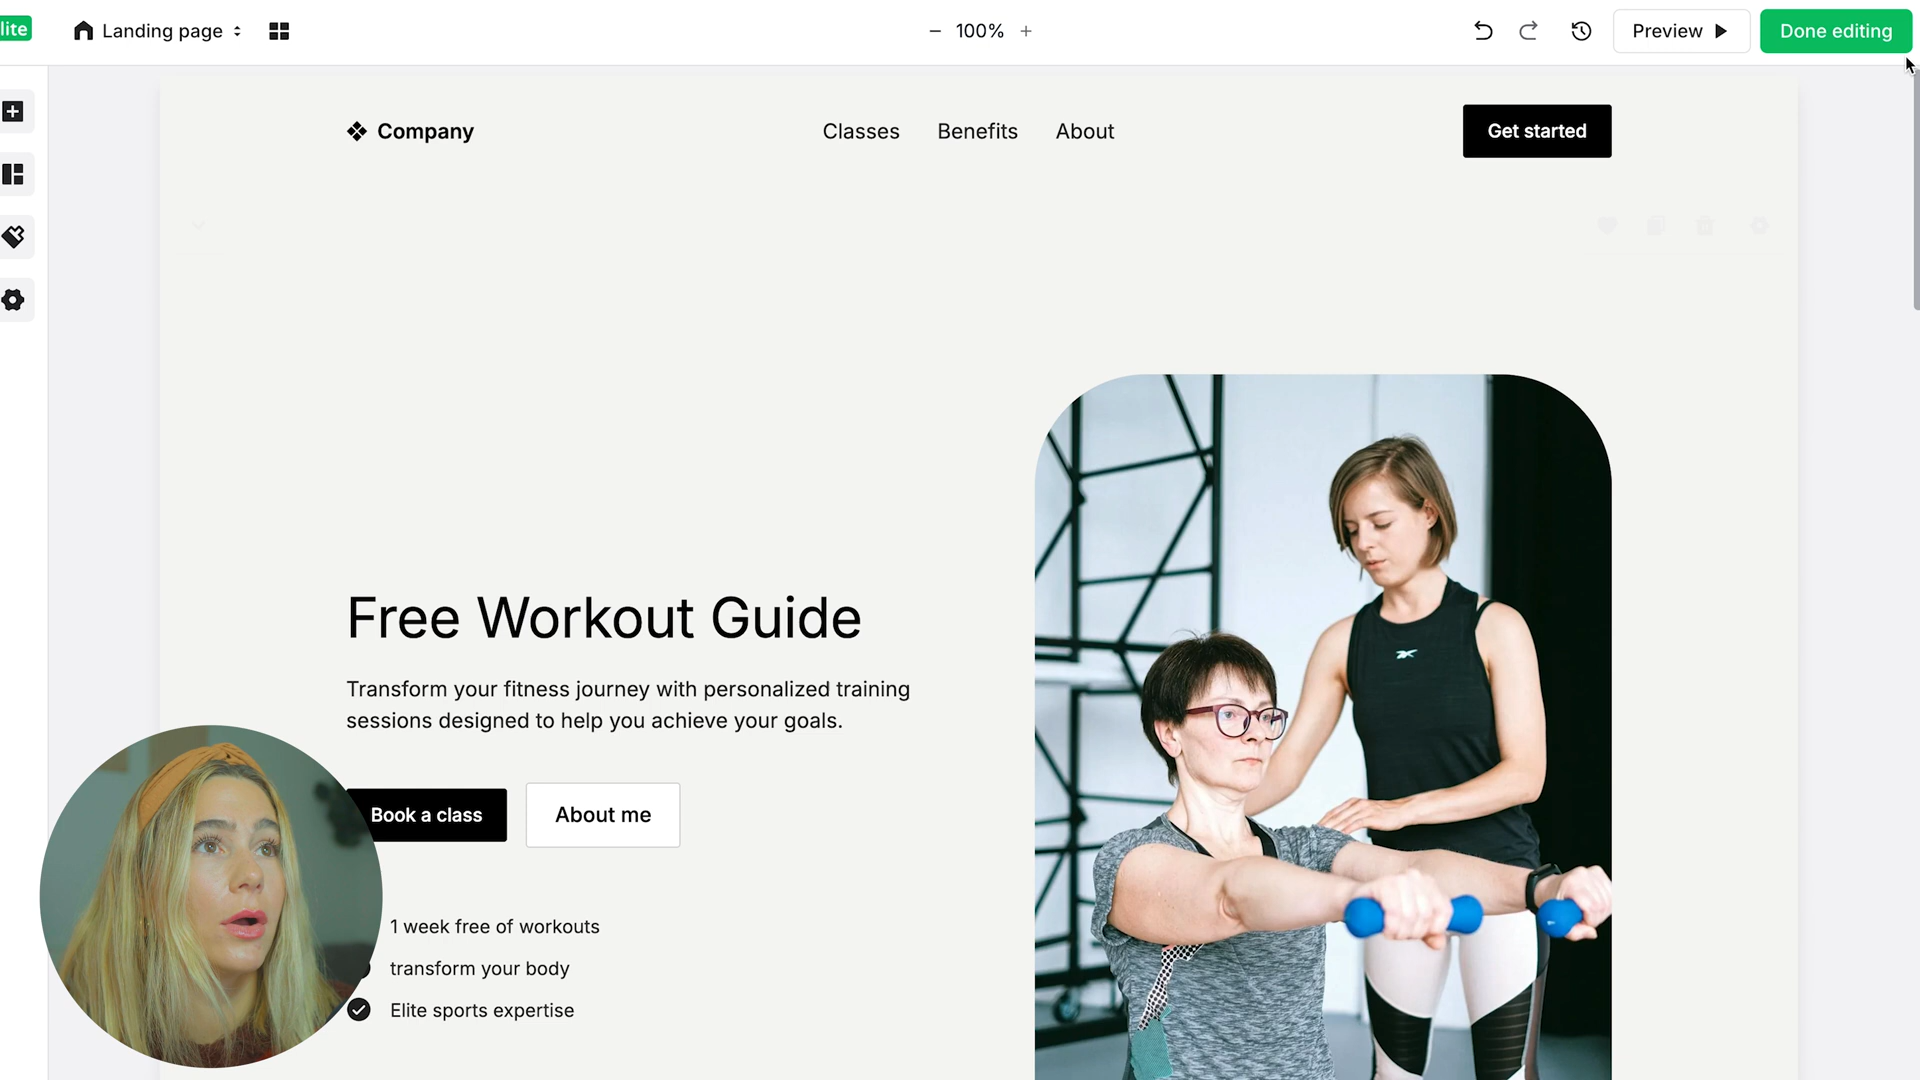 lite
Landing page
100%
Preview
Done editing
Company
Classes
Benefits
About
Get started
Free Workout Guide
Transform your fitness journey with personalized training
sessions designed to help you achieve your goals.
Book a class
About me
1 week free of workouts
transform your body
Elite sports expertise